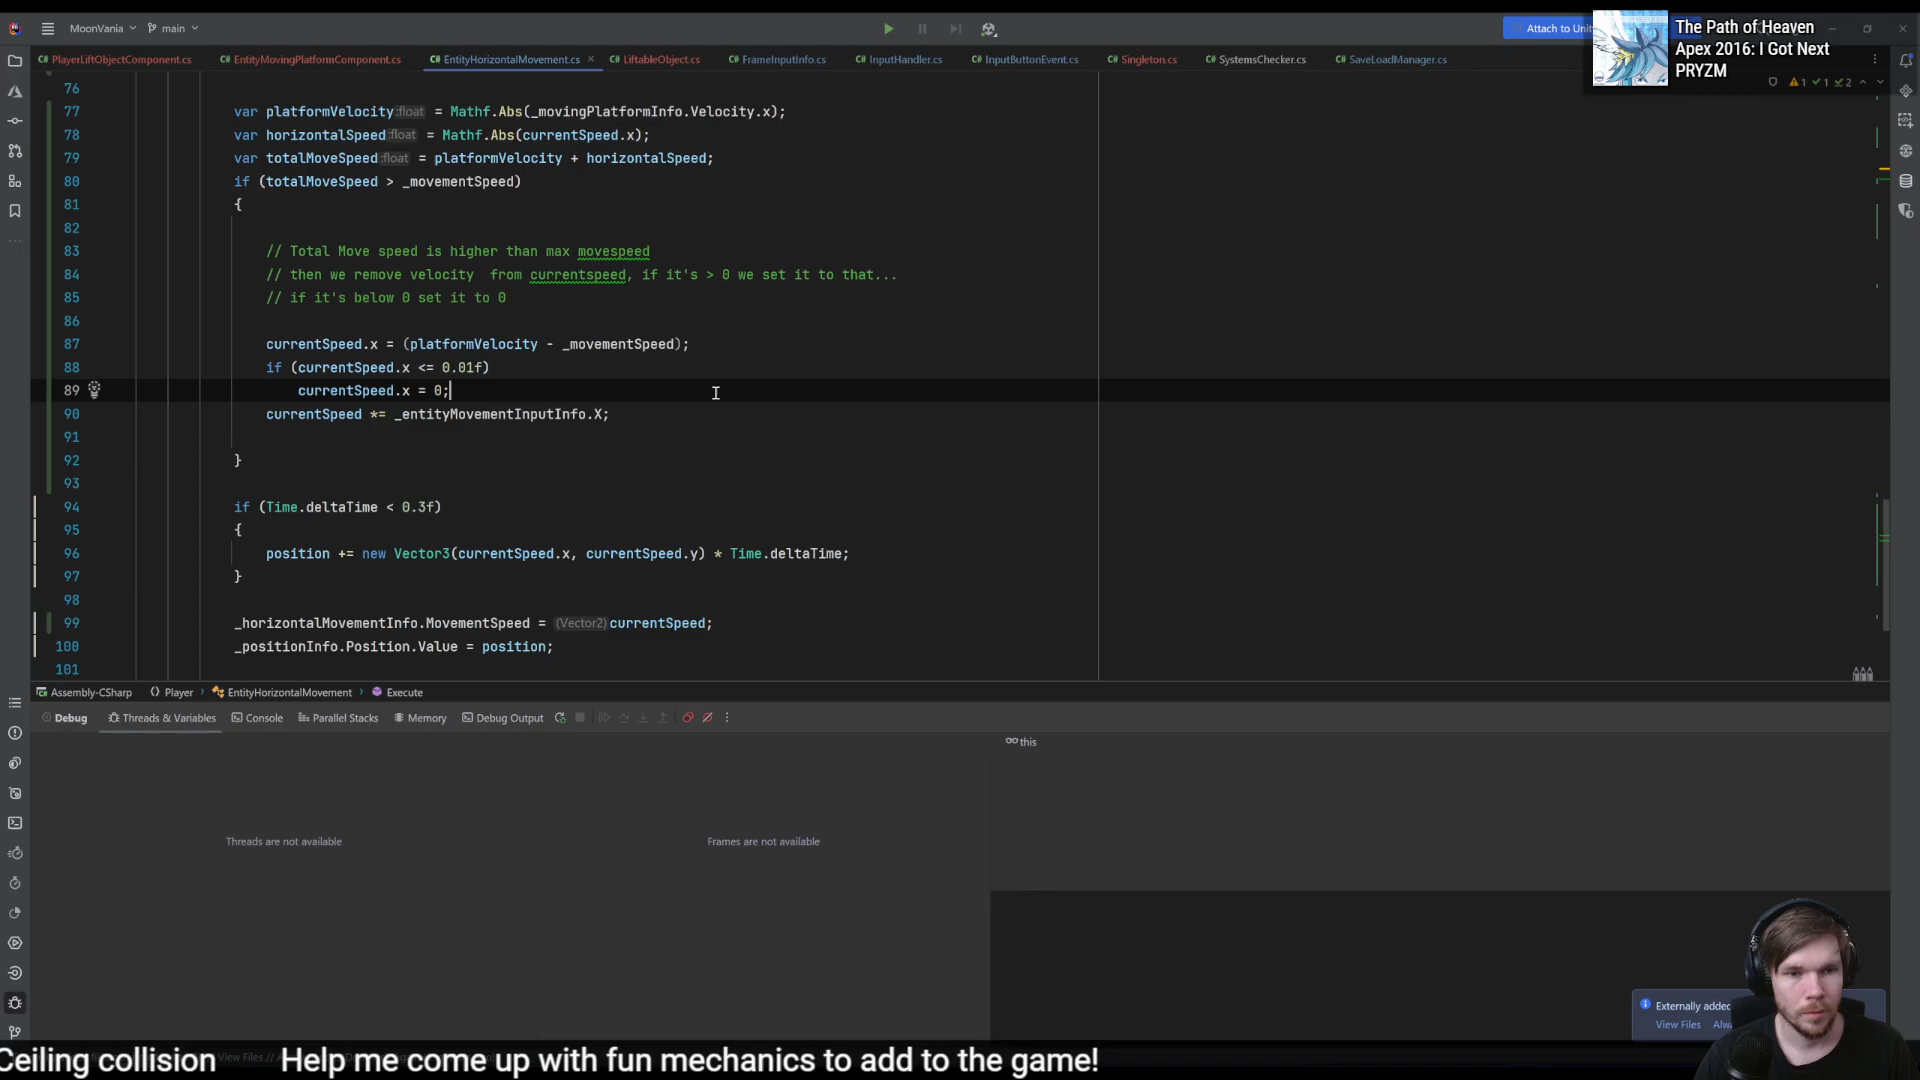 MoonVania
main
Attach to Unit
The Path of Heaven
Apex 2016: I Got Next
PRYZM
C# PlayerLiftObjectComponent.cs
C# EntityMovingPlatformComponent.cs
C# EntityHorizontalMovement.cs
C# LiftableObject.cs
C# FrameInputInfo.cs
C# InputHandler.cs
C# InputButtonEvent.cs
C# Singleton.cs
C# SystemsChecker.cs
C# SaveLoadManager.cs
1 1 2
76
77 var platformVelocity :float = Mathf.Abs(_movingPlatformInfo.Velocity.x);
78 var horizontalSpeed :float = Mathf.Abs(currentSpeed.x);
79 var totalMoveSpeed :float = platformVelocity + horizontalSpeed;
80 if (totalMoveSpeed > _movementSpeed)
81 {
82
83 // Total Move speed is higher than max movespeed
84 // then we remove velocity  from currentspeed, if it's > 0 we set it to that...
85 // if it's below 0 set it to 0
86
87 currentSpeed.x = (platformVelocity - _movementSpeed);
88 if (currentSpeed.x <= 0.01f)
89 currentSpeed.x = 0;
90 currentSpeed *= _entityMovementInputInfo.X;
91
92 }
93
94 if (Time.deltaTime < 0.3f)
95 {
96 position += new Vector3(currentSpeed.x, currentSpeed.y) * Time.deltaTime;
97 }
98
99 _horizontalMovementInfo.MovementSpeed = (Vector2)currentSpeed;
100 _positionInfo.Position.Value = position;
101
Assembly-CSharp
Player
EntityHorizontalMovement
Execute
Debug
Threads & Variables
Console
Parallel Stacks
Memory
Debug Output
this
Threads are not available
Frames are not available
Externally added
View Files
Ceiling collision
Help me come up with fun mechanics to add to the game!